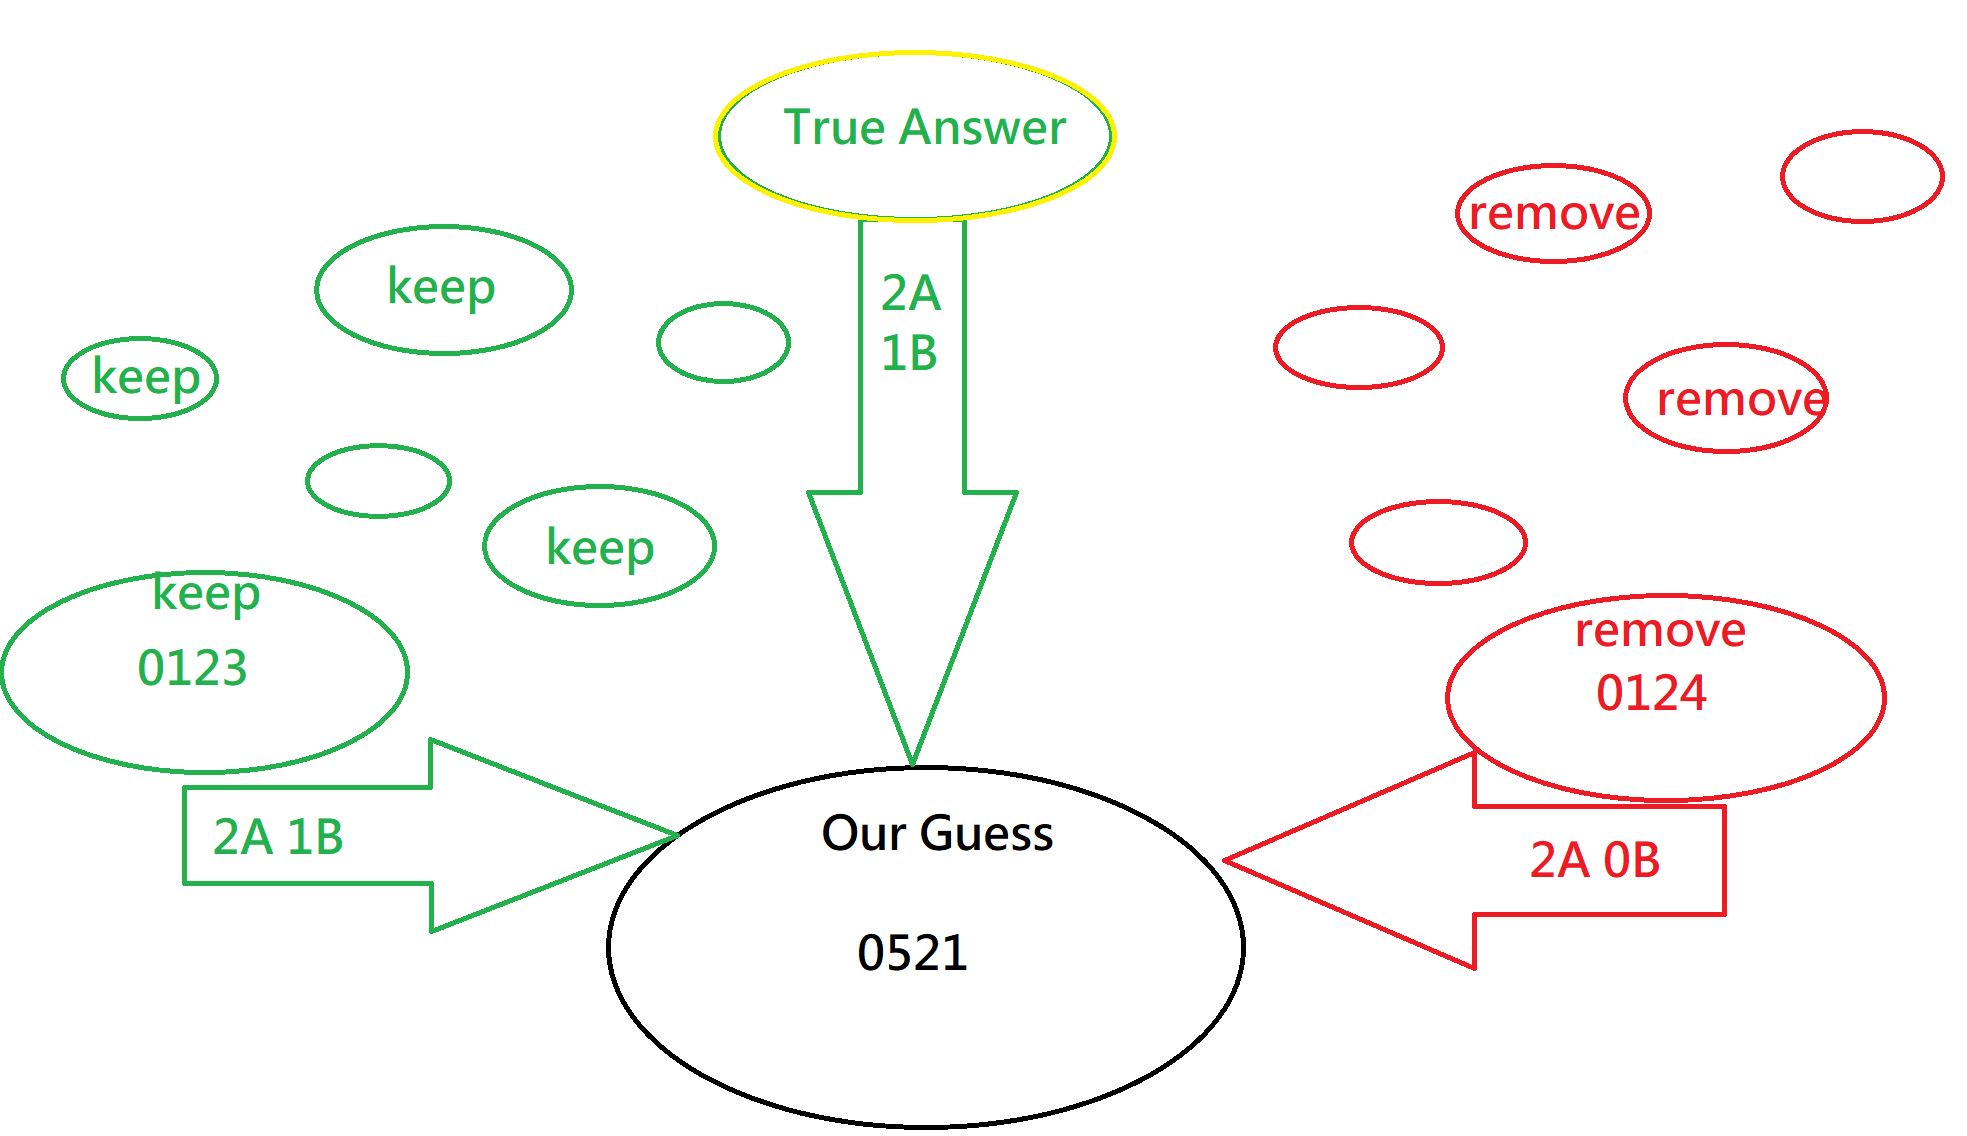 True Answer
2A
1B
keep
keep
keep
keep
0123
2A 1B
Our Guess
0521
remove
remove
remove
0124
2A 0B